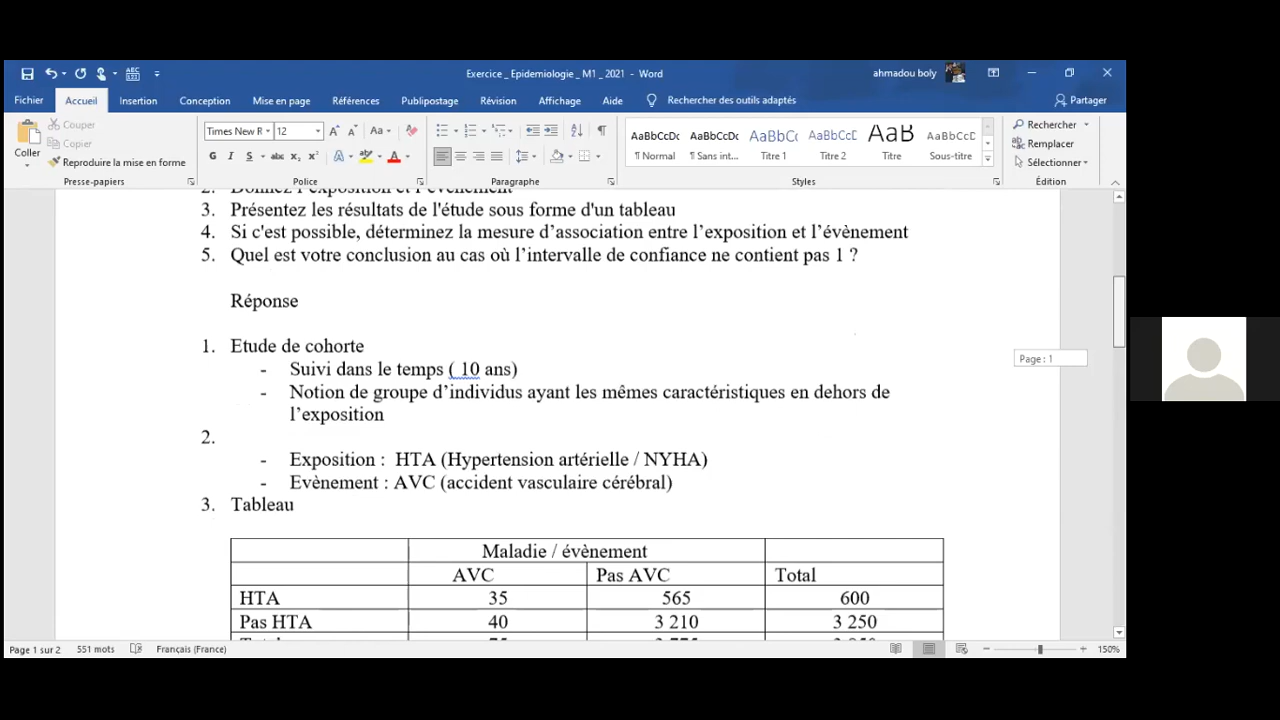 Exercice _ Epidemiologie _ M1 _ 2021 - Word
ahmadou boly
Fichier Accueil Insertion Conception Mise en page Références Publipostage Révision Affichage Aide Rechercher des outils adaptés Partager
Coller
Couper
Copier
Reproduire la mise en forme
Presse-papiers
Times New R 12
Police
Paragraphe
AaBbCcDc AaBbCcDc AaBbC( AaBbCcD AaB AaBbCcD
¶ Normal ¶ Sans int... Titre 1 Titre 2 Titre Sous-titre
Styles
Rechercher
Remplacer
Sélectionner
Édition
2. Donnez l'exposition et l'évènement
3. Présentez les résultats de l'étude sous forme d'un tableau
4. Si c'est possible, déterminez la mesure d’association entre l’exposition et l’évènement
5. Quel est votre conclusion au cas où l’intervalle de confiance ne contient pas 1 ?
Réponse
1. Etude de cohorte
- Suivi dans le temps ( 10 ans)
- Notion de groupe d’individus ayant les mêmes caractéristiques en dehors de
l’exposition
2.
- Exposition : HTA (Hypertension artérielle / NYHA)
- Evènement : AVC (accident vasculaire cérébral)
3. Tableau
Maladie / évènement
AVC Pas AVC Total
HTA 35 565 600
Pas HTA 40 3 210 3 250
Page : 1
Page 1 sur 2 551 mots Français (France) 150%